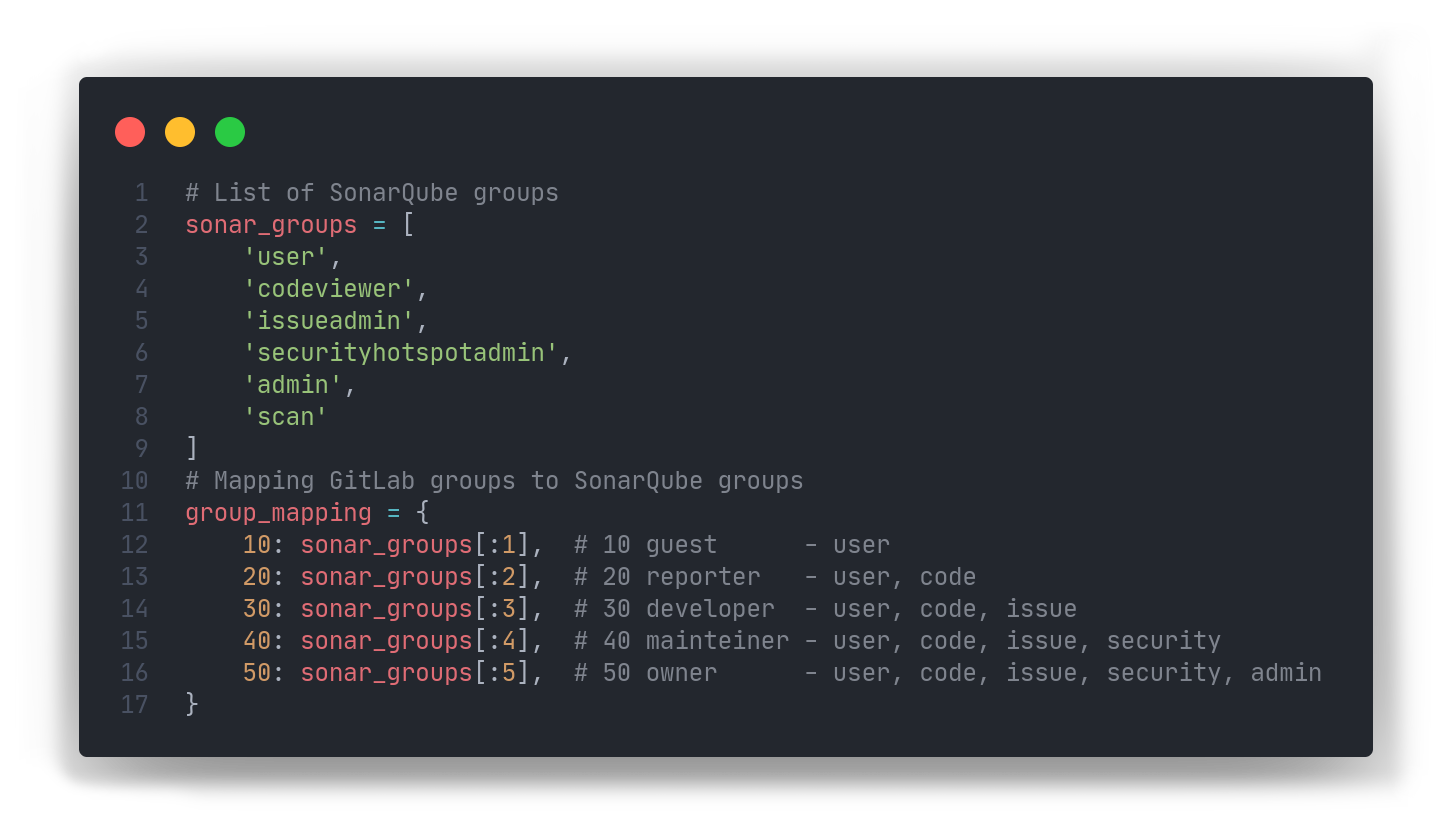 1 # List of SonarQube groups
2 sonar_groups = [
3     'user',
4     'codeviewer',
5     'issueadmin',
6     'securityhotspotadmin',
7     'admin',
8     'scan'
9 ]
10 # Mapping GitLab groups to SonarQube groups
11 group_mapping = {
12     10: sonar_groups[:1],  # 10 guest      - user
13     20: sonar_groups[:2],  # 20 reporter   - user, code
14     30: sonar_groups[:3],  # 30 developer  - user, code, issue
15     40: sonar_groups[:4],  # 40 mainteiner - user, code, issue, security
16     50: sonar_groups[:5],  # 50 owner      - user, code, issue, security, admin
17 }